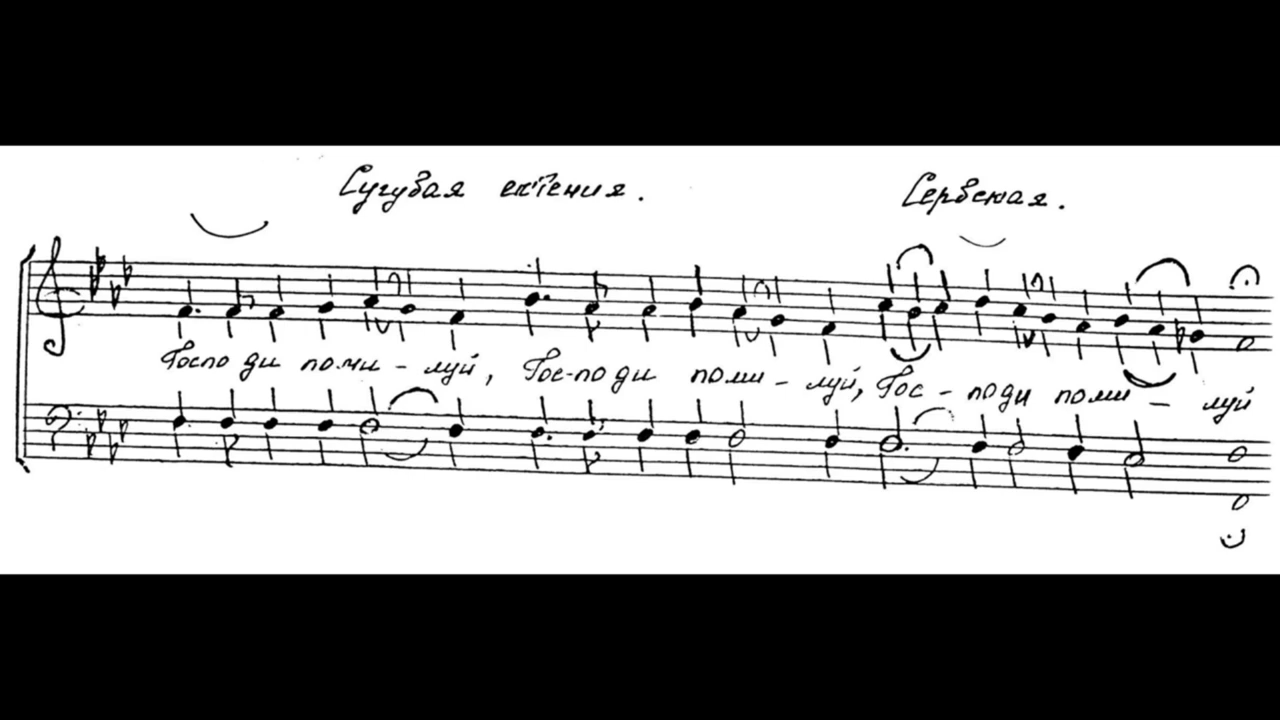 Сугубая ектения. Сербская.
Господи поми - луй, Гос-поди поми - луй, Гос - поди поми - луй